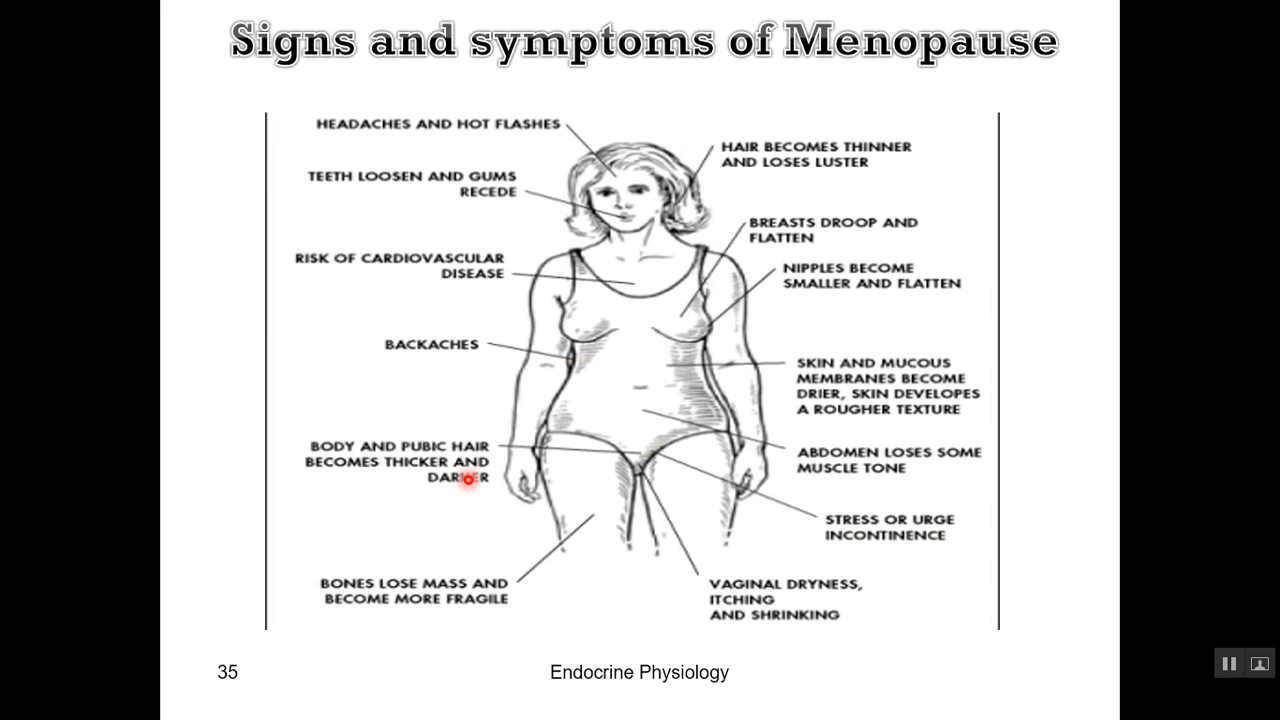 Signs and symptoms of Menopause
HEADACHES AND HOT FLASHES
TEETH LOOSEN AND GUMS
RECEDE
RISK OF CARDIOVASCULAR
DISEASE
BACKACHES
BODY AND PUBIC HAIR
BECOMES THICKER AND
DARKER
BONES LOSE MASS AND
BECOME MORE FRAGILE
HAIR BECOMES THINNER
AND LOSES LUSTER
BREASTS DROOP AND
FLATTEN
NIPPLES BECOME
SMALLER AND FLATTEN
SKIN AND MUCOUS
MEMBRANES BECOME
DRIER, SKIN DEVELOPES
A ROUGHER TEXTURE
ABDOMEN LOSES SOME
MUSCLE TONE
STRESS OR URGE
INCONTINENCE
VAGINAL DRYNESS,
ITCHING
AND SHRINKING
35
Endocrine Physiology